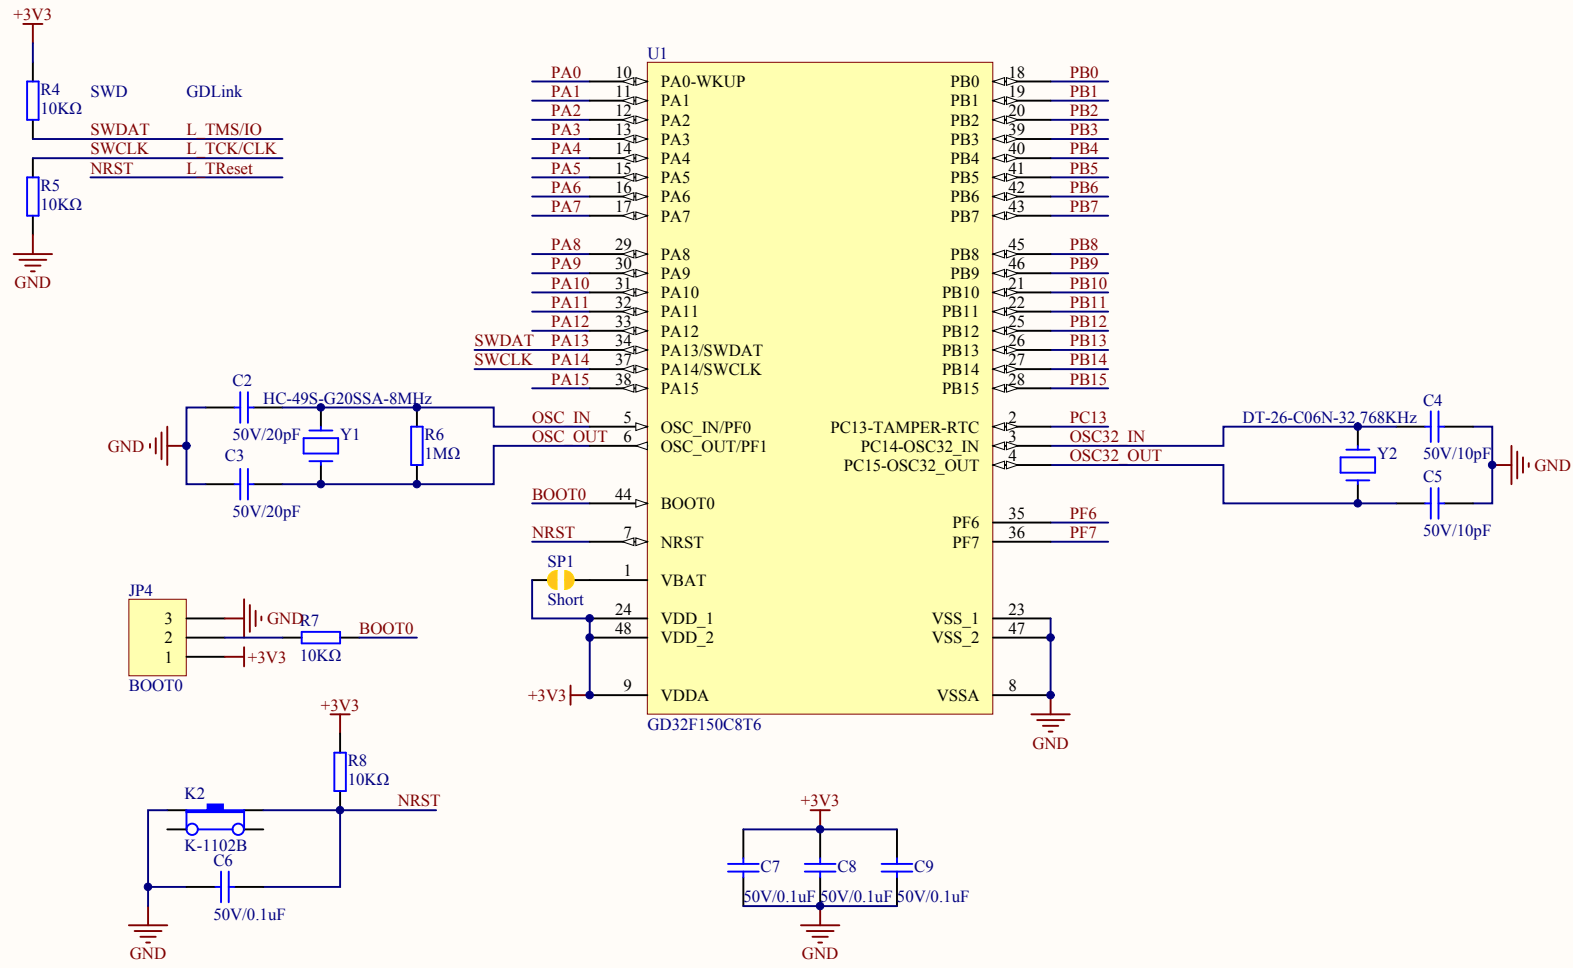 +3V3
R4
10KΩ
SWD GDLink
SWDAT L_TMS/IO
SWCLK L_TCK/CLK
NRST L_TReset
R5
10KΩ
GND
U1
PA0 10 PA0-WKUP PB0 18 PB0
PA1 11 PA1 PB1 19 PB1
PA2 12 PA2 PB2 20 PB2
PA3 13 PA3 PB3 39 PB3
PA4 14 PA4 PB4 40 PB4
PA5 15 PA5 PB5 41 PB5
PA6 16 PA6 PB6 42 PB6
PA7 17 PA7 PB7 43 PB7
PA8 29 PA8 PB8 45 PB8
PA9 30 PA9 PB9 46 PB9
PA10 31 PA10 PB10 21 PB10
PA11 32 PA11 PB11 22 PB11
PA12 33 PA12 PB12 25 PB12
SWDAT PA13 34 PA13/SWDAT PB13 26 PB13
SWCLK PA14 37 PA14/SWCLK PB14 27 PB14
PA15 38 PA15 PB15 28 PB15
OSC_IN 5 OSC_IN/PF0 PC13-TAMPER-RTC 2 PC13
OSC_OUT 6 OSC_OUT/PF1 PC14-OSC32_IN 3 OSC32_IN
PC15-OSC32_OUT 4 OSC32_OUT
BOOT0 44 BOOT0
PF6 35 PF6
NRST 7 NRST PF7 36 PF7
SP1
Short
1 VBAT
24 VDD_1 VSS_1 23
48 VDD_2 VSS_2 47
+3V3 9 VDDA VSSA 8
GD32F150C8T6
GND
C2
HC-49S-G20SSA-8MHz
50V/20pF
GND
Y1
R6
1MΩ
C3
50V/20pF
C4
DT-26-C06N-32.768KHz
50V/10pF
Y2
GND
C5
50V/10pF
JP4
3 GND
2 R7 BOOT0
10KΩ
1 +3V3
BOOT0
+3V3
R8
10KΩ
K2
NRST
K-1102B
C6
50V/0.1uF
GND
+3V3
C7 C8 C9
50V/0.1uF 50V/0.1uF 50V/0.1uF
GND